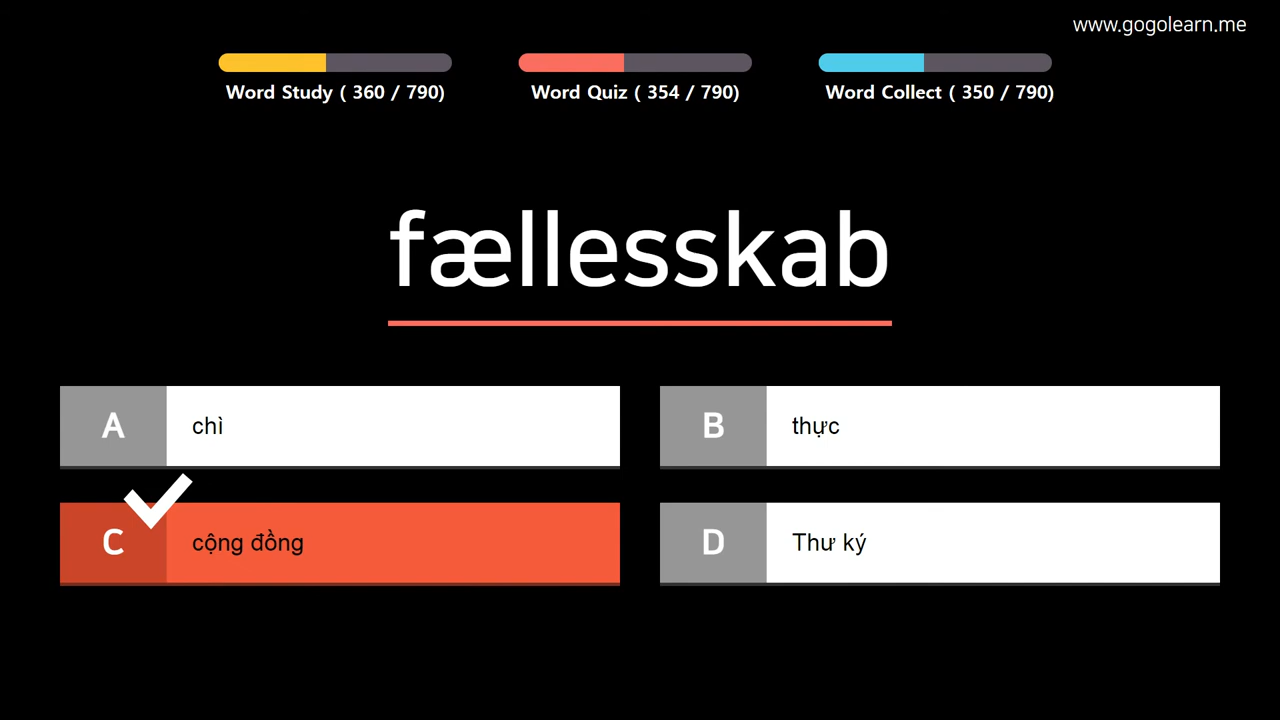 www.gogolearn.me
Word Study ( 360 / 790)
Word Quiz ( 354 / 790)
Word Collect ( 350 / 790)
fællesskab
A chì
B thực
C cộng đồng
D Thư ký